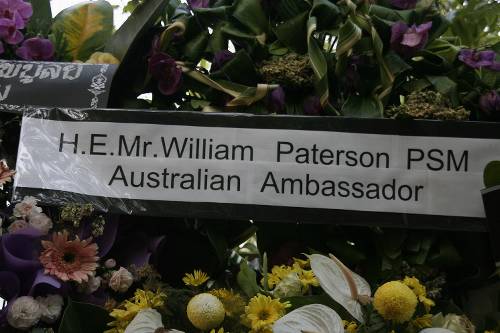 H.E.Mr.William Paterson PSM
Australian Ambassador